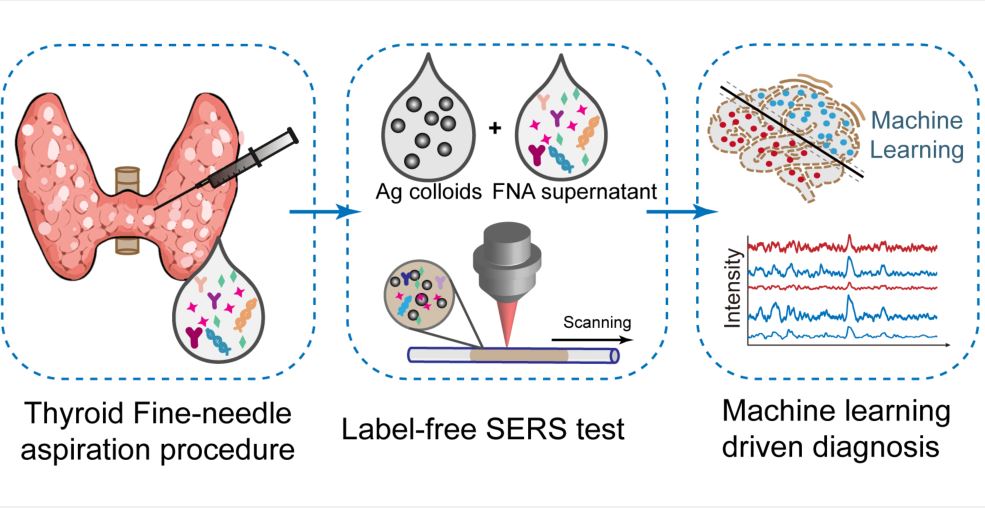 Ag colloids
+
FNA supernatant
Scanning
Machine
Learning
Intensity
Thyroid Fine-needle
aspiration procedure
Label-free SERS test
Machine learning
driven diagnosis